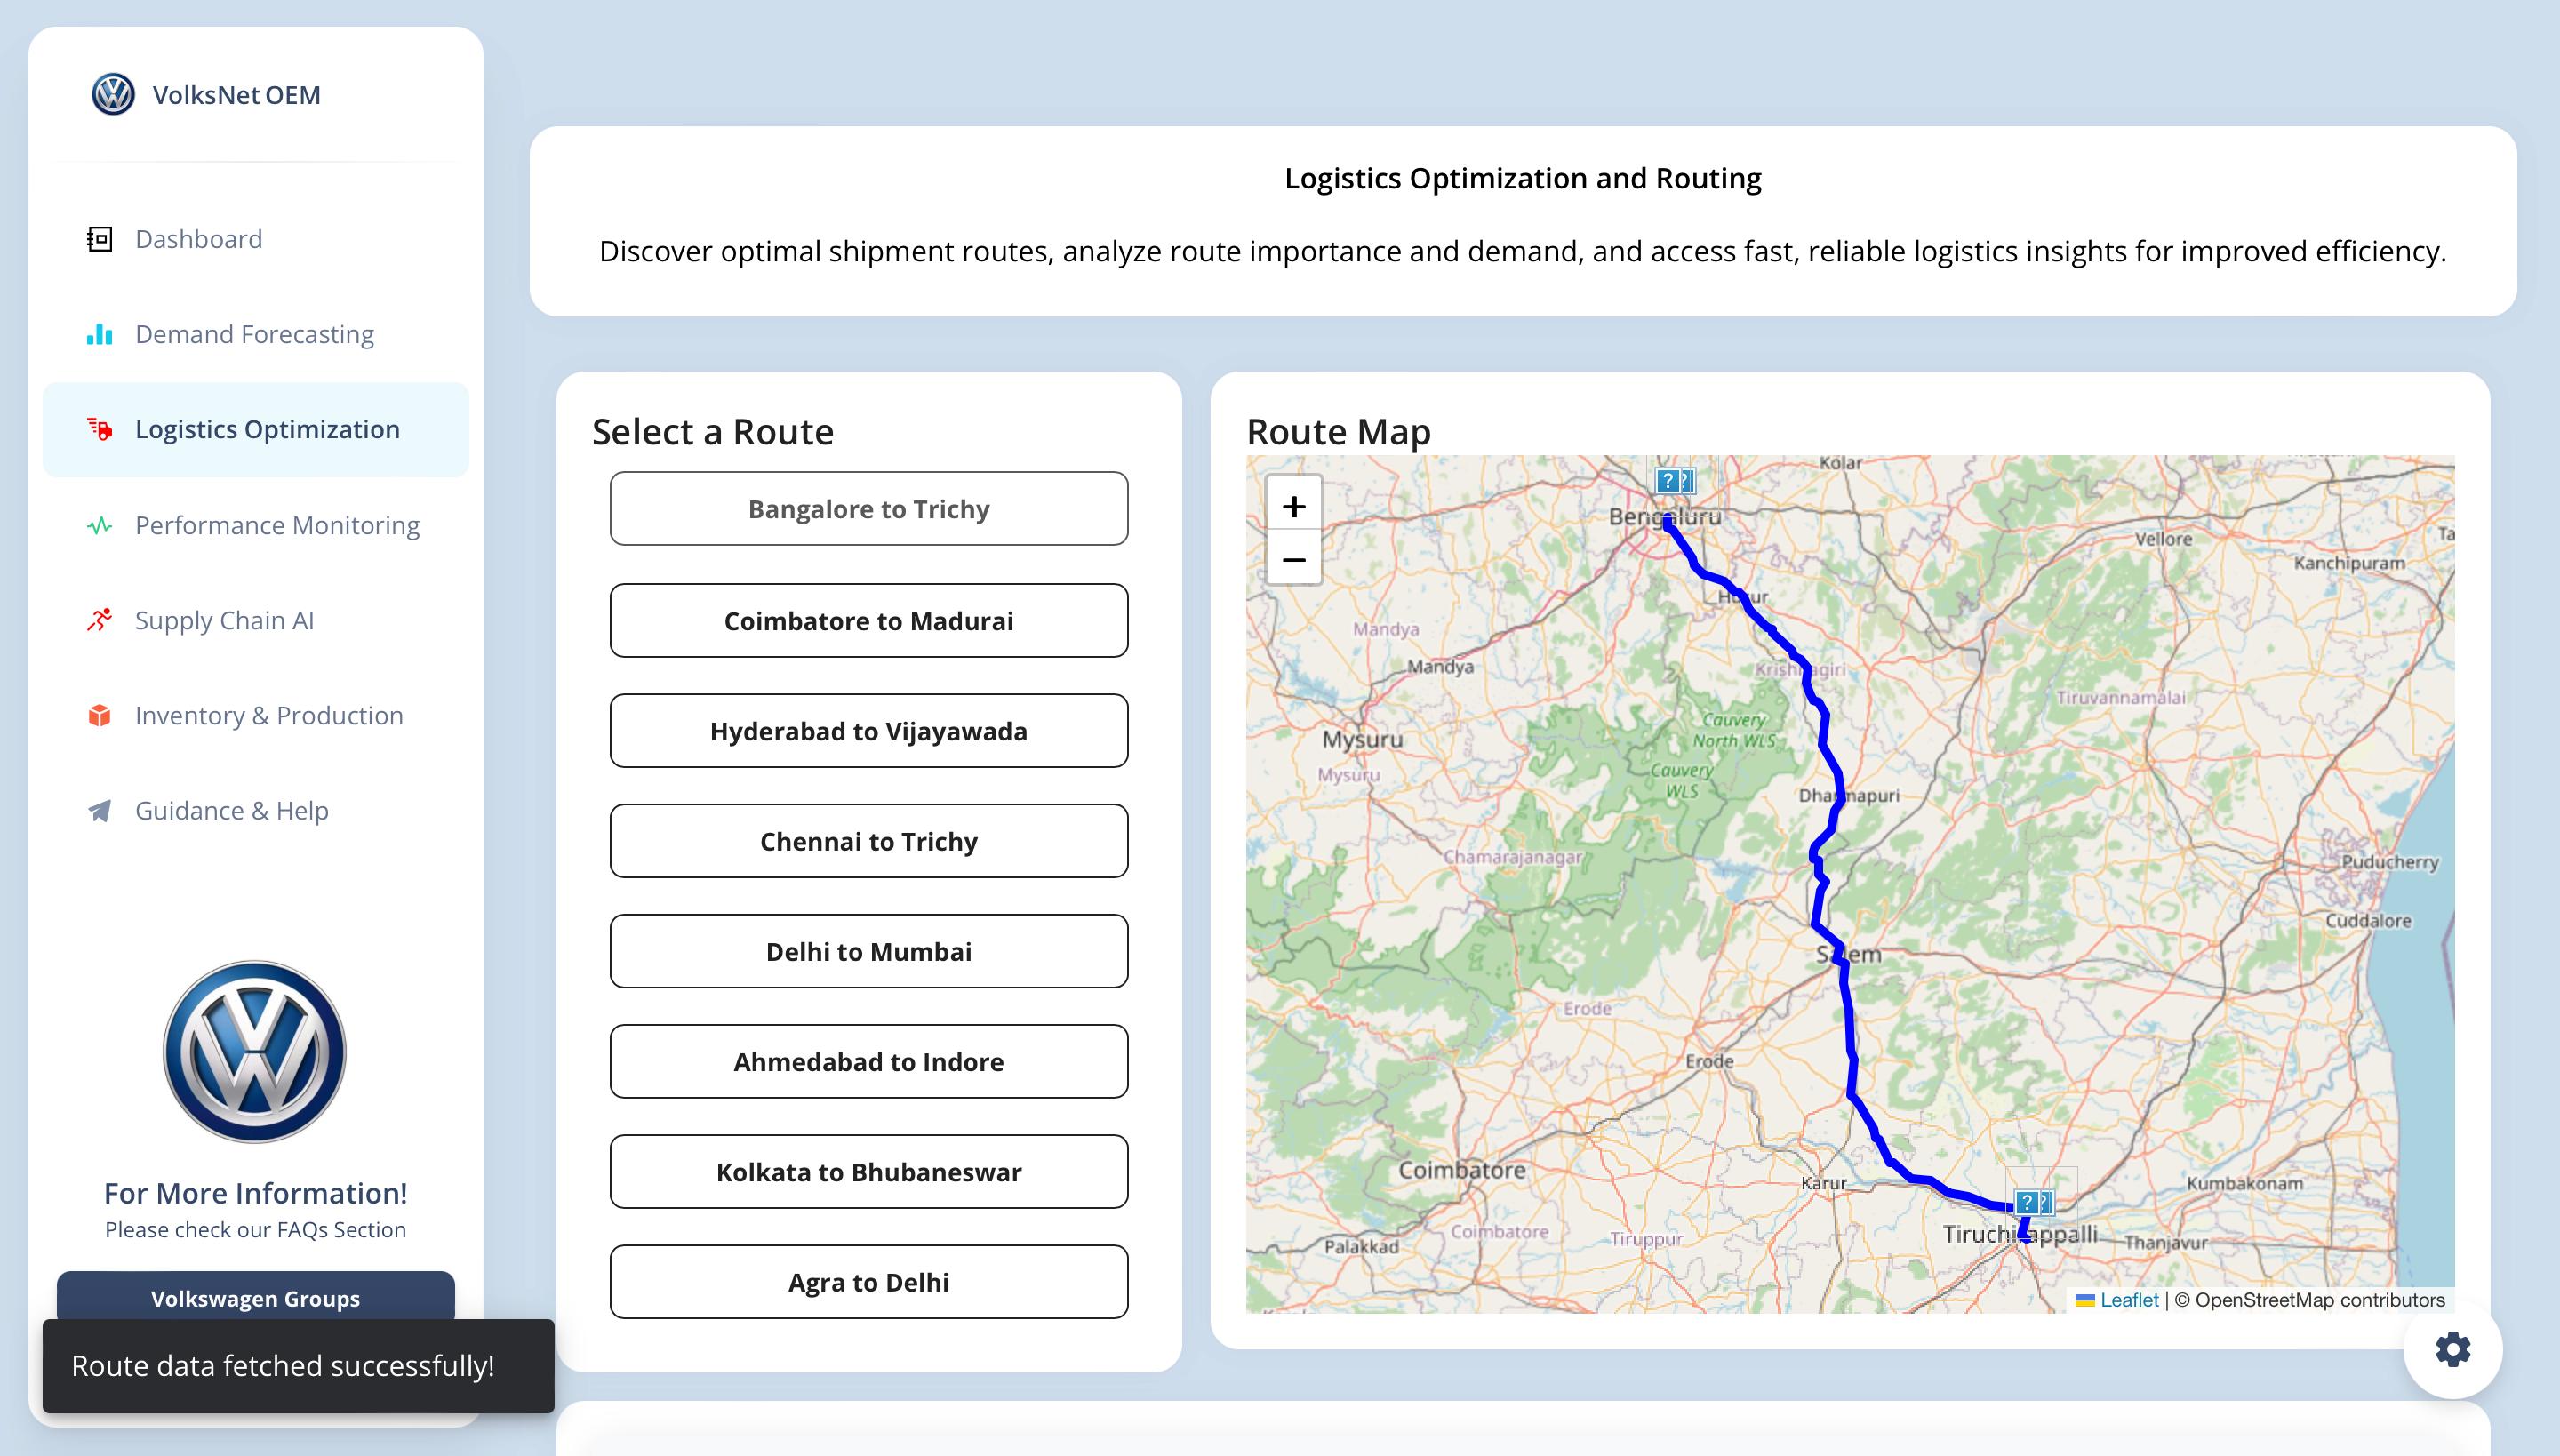 VolksNet OEM
Dashboard
Demand Forecasting
Logistics Optimization
Performance Monitoring
Supply Chain AI
Inventory & Production
Guidance & Help
For More Information!
Please check our FAQs Section
Volkswagen Groups
Route data fetched successfully!
Logistics Optimization and Routing
Discover optimal shipment routes, analyze route importance and demand, and access fast, reliable logistics insights for improved efficiency.
Select a Route
Bangalore to Trichy
Coimbatore to Madurai
Hyderabad to Vijayawada
Chennai to Trichy
Delhi to Mumbai
Ahmedabad to Indore
Kolkata to Bhubaneswar
Agra to Delhi
Route Map
+
−
Kolar
? ?
Bengaluru
Vellore
Ta
Kanchipuram
Hosur
Mandya
Mandya
Krishnagiri
Tiruvannamalai
Cauvery
North WLS
Mysuru
Mysuru
Cauvery
WLS
Dharmapuri
Chamarajanagar
Puducherry
Cuddalore
Salem
Erode
Erode
Coimbatore
Karur
Kumbakonam
? ?
Coimbatore
Tiruppur
Tiruchirappalli
Thanjavur
Palakkad
Leaflet | © OpenStreetMap contributors